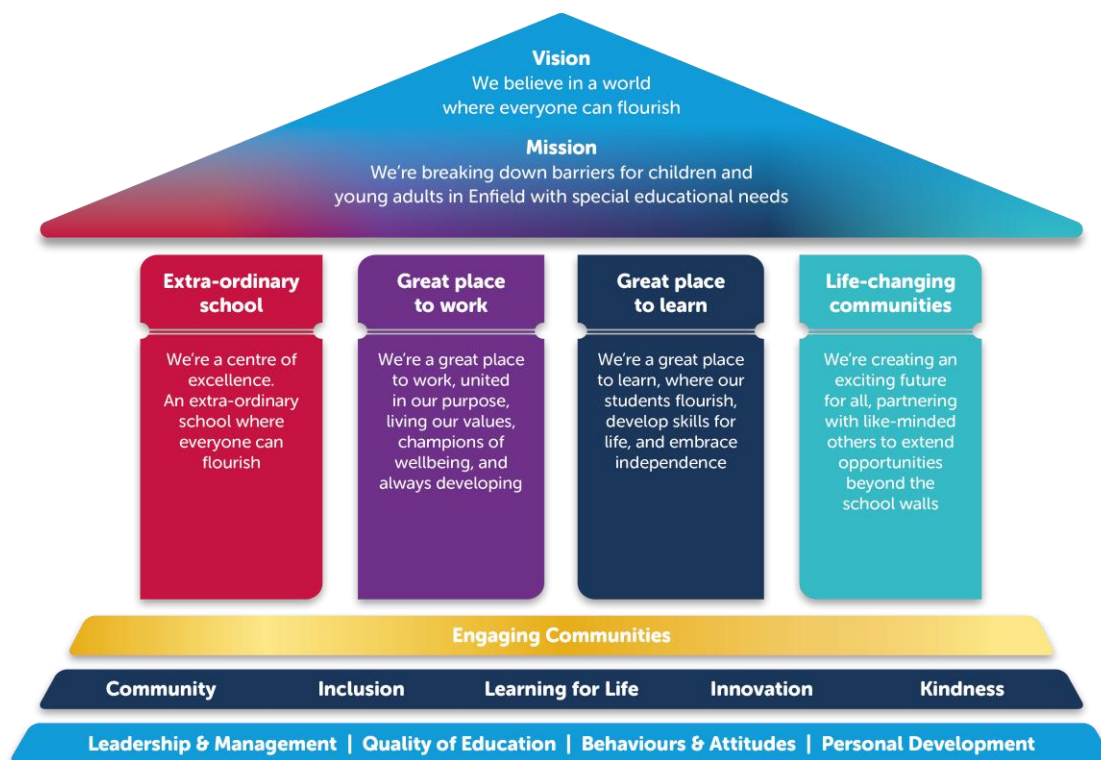 Vision
We believe in a world
where everyone can flourish
Mission
We're breaking down barriers for children and
young adults in Enfield with special educational needs
Extra-ordinary
school
We're a centre of
excellence.
An extra-ordinary
school where
everyone can
flourish
Great place
to work
We're a great place
to work, united
in our purpose,
living our values,
champions of
wellbeing, and
always developing
Great place
to learn
We're a great place
to learn, where our
students flourish,
develop skills for
life, and embrace
independence
Life-changing
communities
We're creating an
exciting future
for all, partnering
with like-minded
others to extend
opportunities
beyond the
school walls
Engaging Communities
Community Inclusion Learning for Life Innovation Kindness
Leadership & Management | Quality of Education | Behaviours & Attitudes | Personal Development